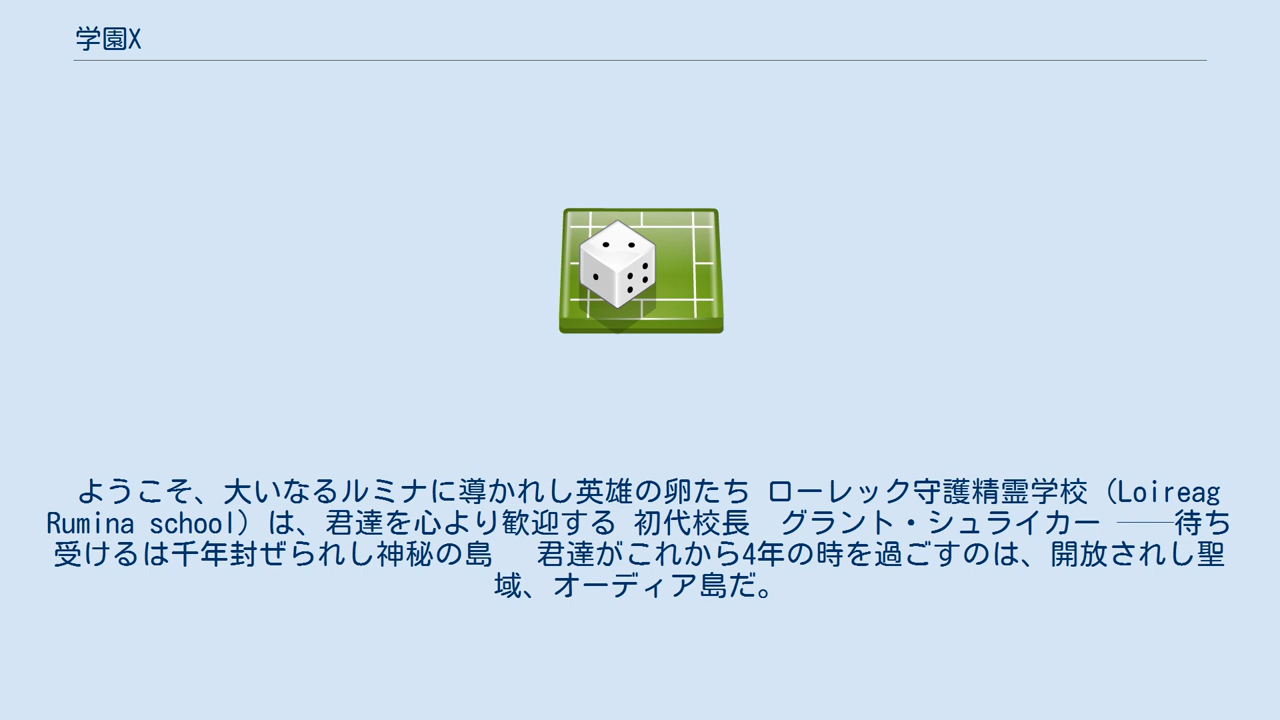 学園X
ようこそ、大いなるルミナに導かれし英雄の卵たち ローレック守護精霊学校（Loireag
Rumina school）は、君達を心より歓迎する 初代校長　グラント・シュライカー ――待ち
受けるは千年封ぜられし神秘の島　 君達がこれから4年の時を過ごすのは、開放されし聖
域、オーディア島だ。